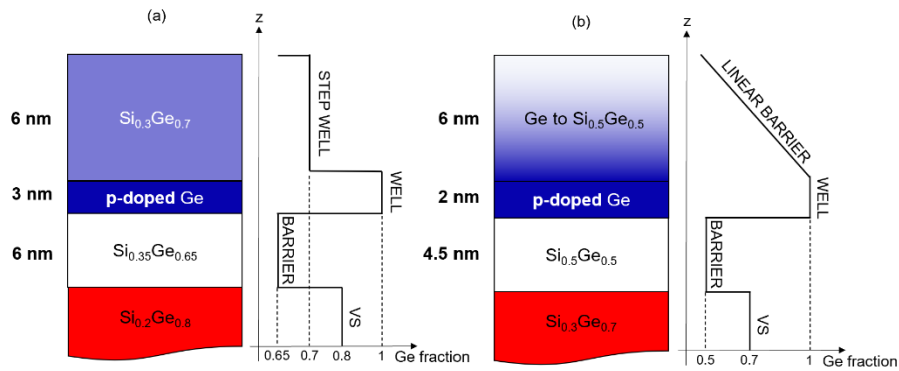 (a)
z
6 nm
Si0.3Ge0.7
STEP WELL
3 nm
p-doped Ge
WELL
6 nm
Si0.35Ge0.65
BARRIER
Si0.2Ge0.8
VS
0.65 0.7 0.8 1 Ge fraction
(b)
z
6 nm
Ge to Si0.5Ge0.5
LINEAR BARRIER
2 nm
p-doped Ge
WELL
4.5 nm
Si0.5Ge0.5
BARRIER
Si0.3Ge0.7
VS
0.5 0.7 1 Ge fraction